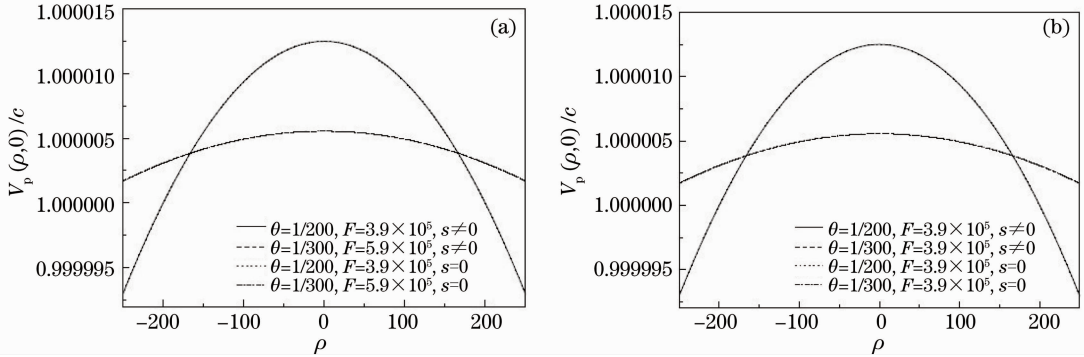 (a)
V_p(ρ,0)/c
1.000015
1.000010
1.000005
1.000000
0.999995
θ=1/200, F=3.9×10⁵, s≠0
θ=1/300, F=5.9×10⁵, s≠0
θ=1/200, F=3.9×10⁵, s=0
θ=1/300, F=5.9×10⁵, s=0
−200 −100 0 100 200
ρ
(b)
V_p(ρ,0)/c
1.000015
1.000010
1.000005
1.000000
0.999995
θ=1/200, F=3.9×10⁵, s≠0
θ=1/300, F=3.9×10⁵, s≠0
θ=1/200, F=3.9×10⁵, s=0
θ=1/300, F=3.9×10⁵, s=0
−200 −100 0 100 200
ρ